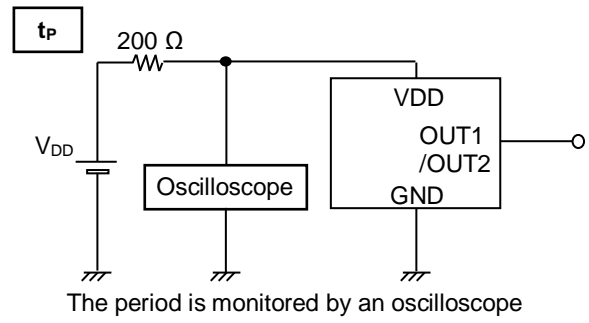 tP
200 Ω
VDD
VDD
OUT1
/OUT2
Oscilloscope
GND
The period is monitored by an oscilloscope